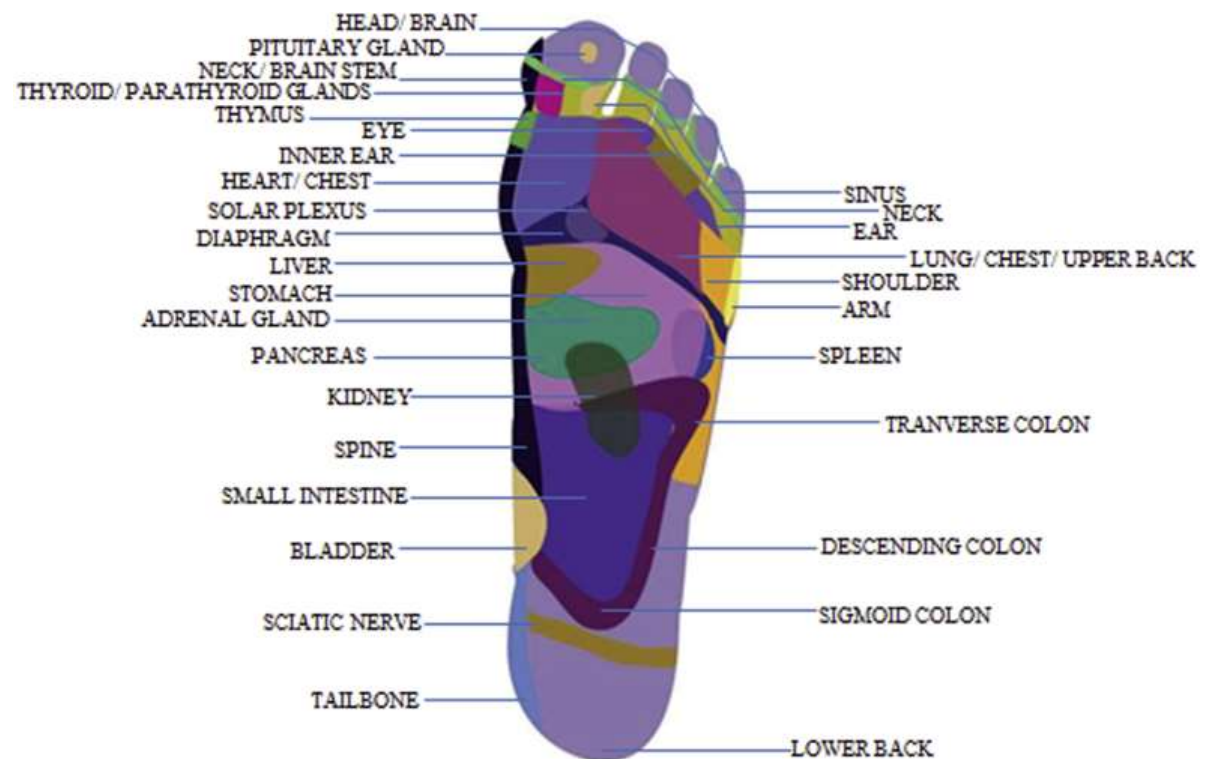 HEAD/ BRAIN
PITUITARY GLAND
NECK/ BRAIN STEM
THYROID/ PARATHYROID GLANDS
THYMUS
EYE
INNER EAR
HEART/ CHEST
SOLAR PLEXUS
DIAPHRAGM
LIVER
STOMACH
ADRENAL GLAND
PANCREAS
KIDNEY
SPINE
SMALL INTESTINE
BLADDER
SCIATIC NERVE
TAILBONE
SINUS
NECK
EAR
LUNG/ CHEST/ UPPER BACK
SHOULDER
ARM
SPLEEN
TRANVERSE COLON
DESCENDING COLON
SIGMOID COLON
LOWER BACK